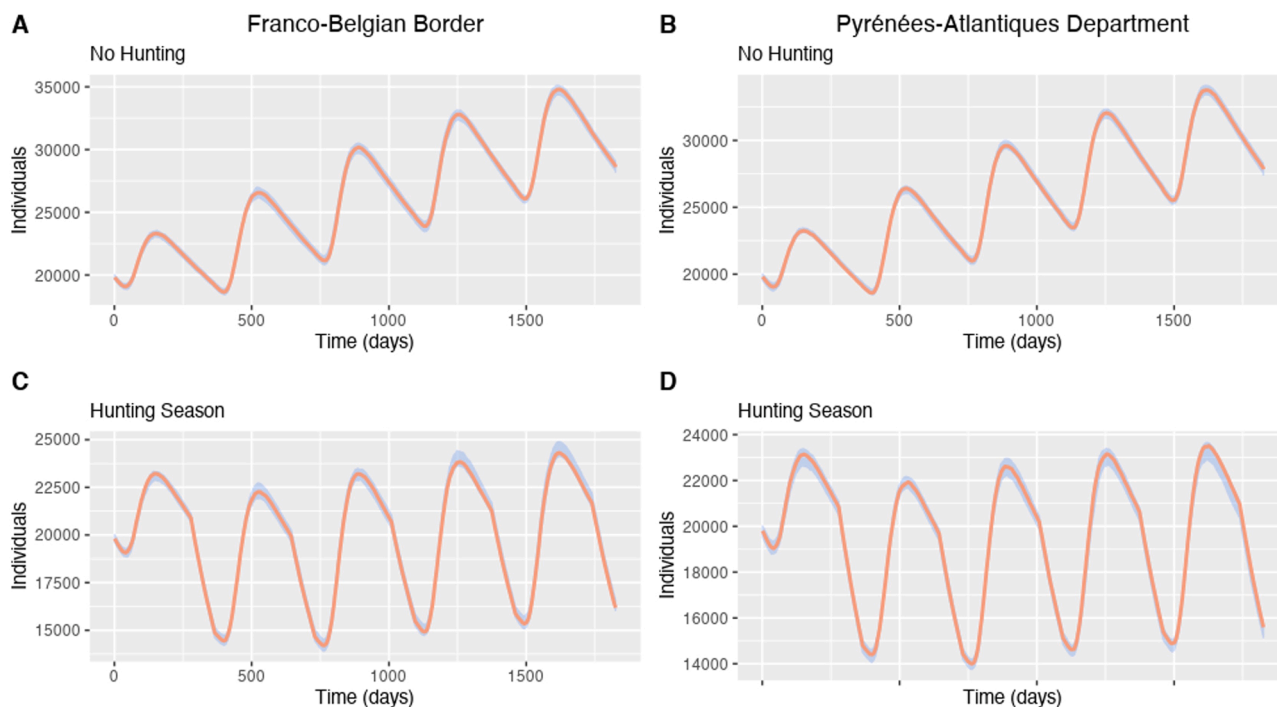 A
Franco-Belgian Border
No Hunting
Individuals
35000
30000
25000
20000
0 500 1000 1500
Time (days)
B
Pyrénées-Atlantiques Department
No Hunting
Individuals
30000
25000
20000
0 500 1000 1500
Time (days)
C
Hunting Season
Individuals
25000
22500
20000
17500
15000
0 500 1000 1500
Time (days)
D
Hunting Season
Individuals
24000
22000
20000
18000
16000
14000
Time (days)